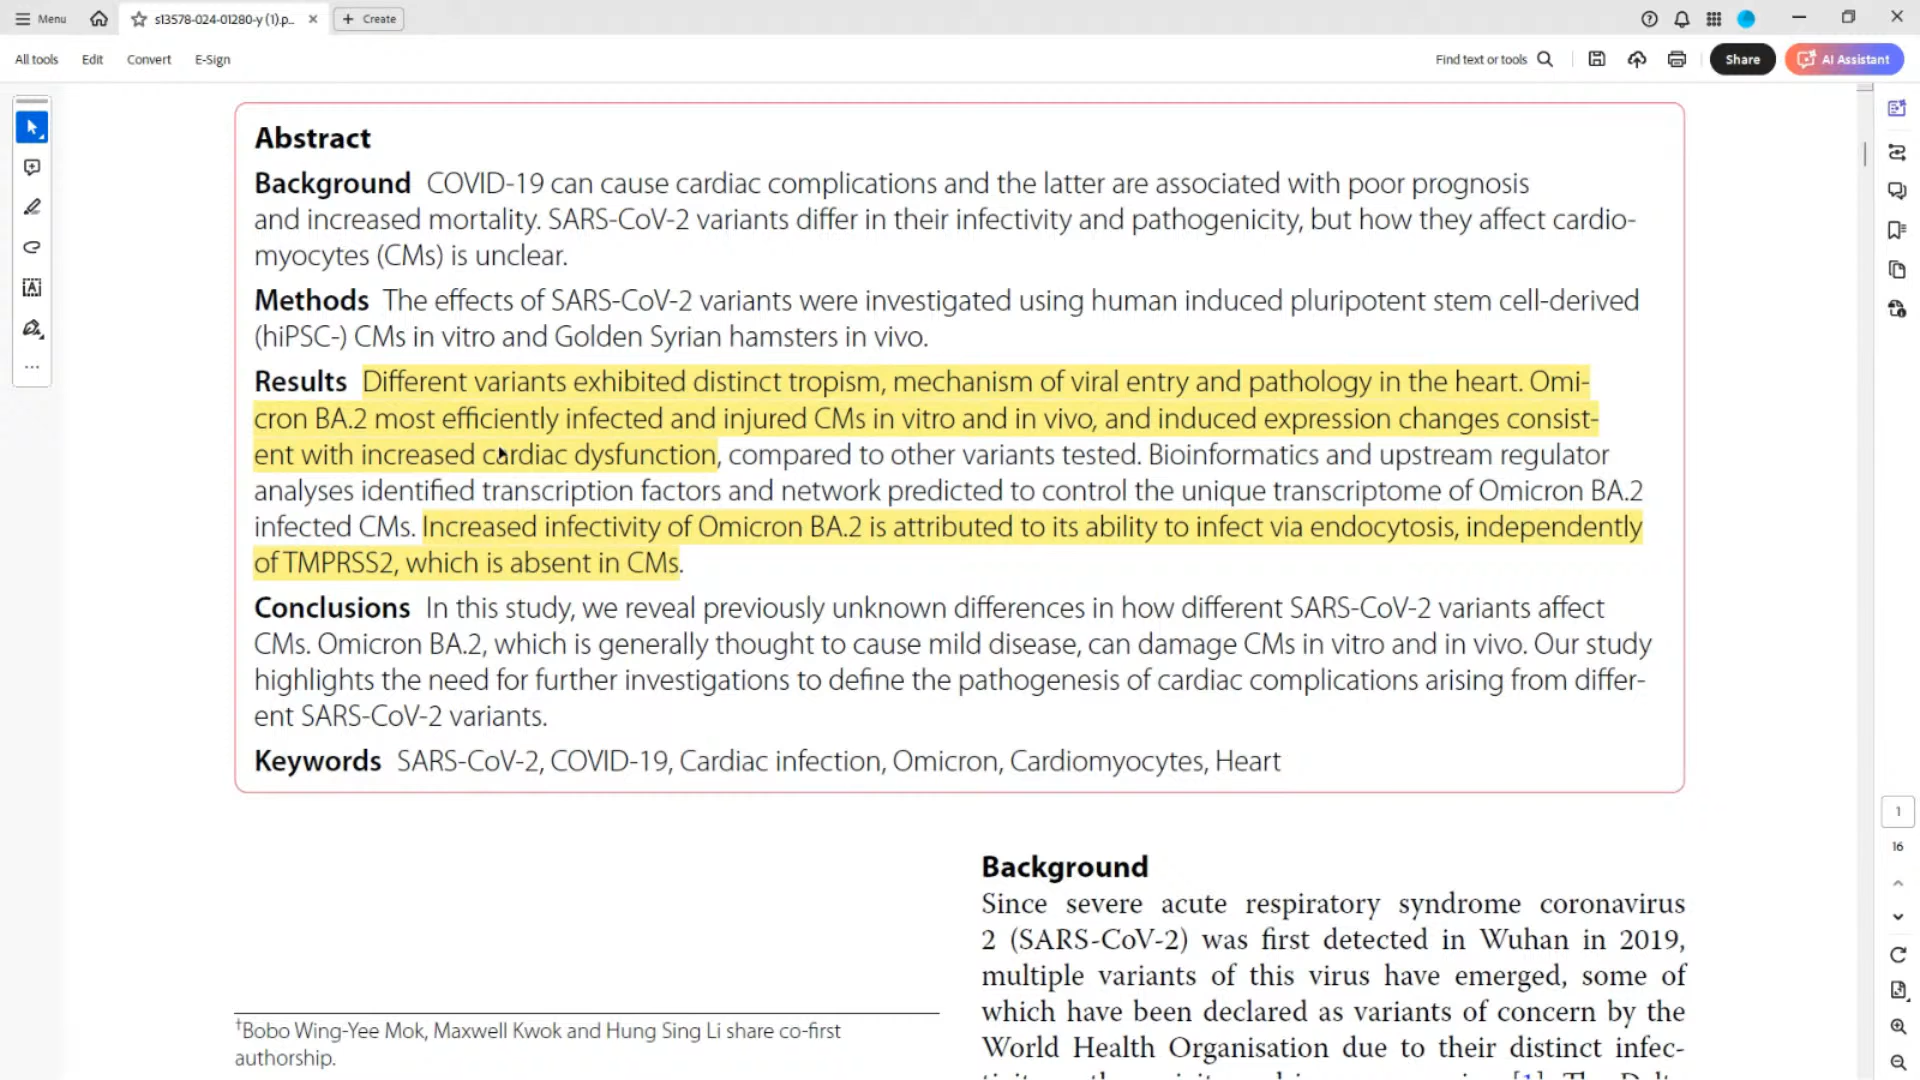 Menu
s13578-024-01280-y (1).p...
Create
All tools
Edit
Convert
E-Sign
Find text or tools
Share
AI Assistant
Abstract
Background COVID-19 can cause cardiac complications and the latter are associated with poor prognosis
and increased mortality. SARS-CoV-2 variants differ in their infectivity and pathogenicity, but how they affect cardio-
myocytes (CMs) is unclear.
Methods The effects of SARS-CoV-2 variants were investigated using human induced pluripotent stem cell-derived
(hiPSC-) CMs in vitro and Golden Syrian hamsters in vivo.
Results Different variants exhibited distinct tropism, mechanism of viral entry and pathology in the heart. Omi-
cron BA.2 most efficiently infected and injured CMs in vitro and in vivo, and induced expression changes consist-
ent with increased cardiac dysfunction, compared to other variants tested. Bioinformatics and upstream regulator
analyses identified transcription factors and network predicted to control the unique transcriptome of Omicron BA.2
infected CMs. Increased infectivity of Omicron BA.2 is attributed to its ability to infect via endocytosis, independently
of TMPRSS2, which is absent in CMs.
Conclusions In this study, we reveal previously unknown differences in how different SARS-CoV-2 variants affect
CMs. Omicron BA.2, which is generally thought to cause mild disease, can damage CMs in vitro and in vivo. Our study
highlights the need for further investigations to define the pathogenesis of cardiac complications arising from differ-
ent SARS-CoV-2 variants.
Keywords SARS-CoV-2, COVID-19, Cardiac infection, Omicron, Cardiomyocytes, Heart
†Bobo Wing-Yee Mok, Maxwell Kwok and Hung Sing Li share co-first
authorship.
Background
Since severe acute respiratory syndrome coronavirus
2 (SARS-CoV-2) was first detected in Wuhan in 2019,
multiple variants of this virus have emerged, some of
which have been declared as variants of concern by the
World Health Organisation due to their distinct infec-
1
16